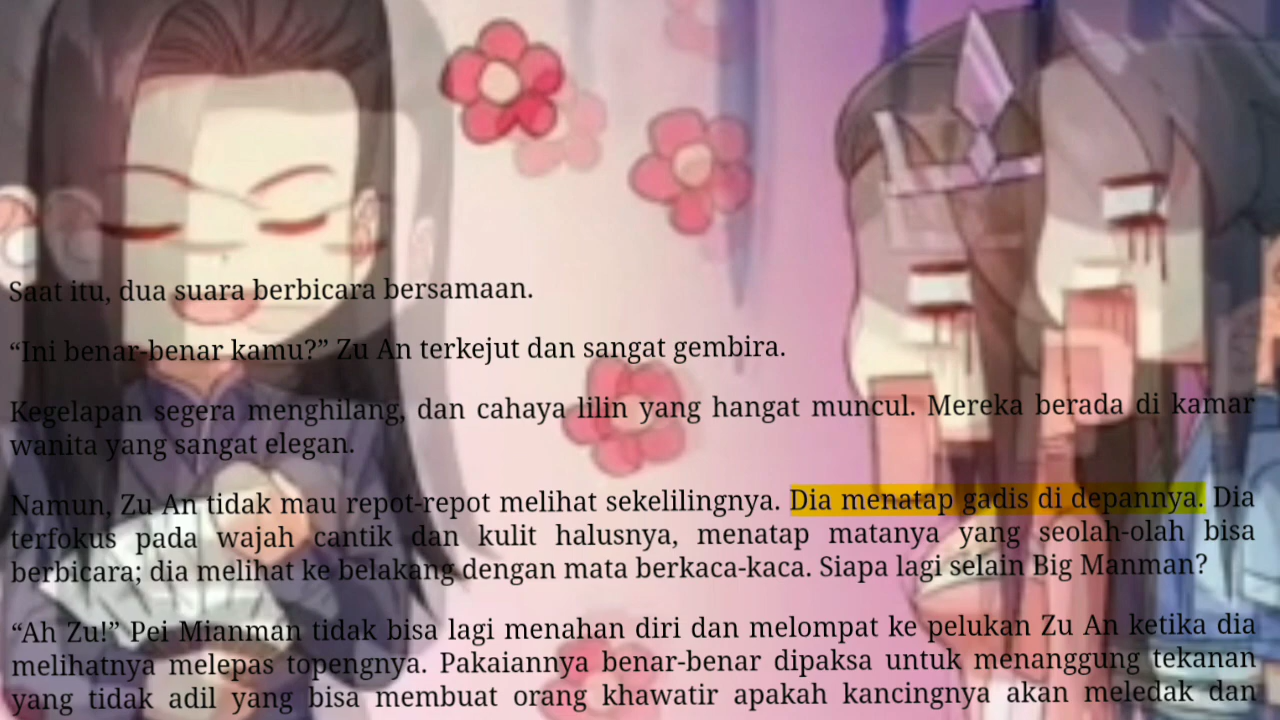 Saat itu, dua suara berbicara bersamaan.
“Ini benar-benar kamu?” Zu An terkejut dan sangat gembira.
Kegelapan segera menghilang, dan cahaya lilin yang hangat muncul. Mereka berada di kamar
wanita yang sangat elegan.
Namun, Zu An tidak mau repot-repot melihat sekelilingnya. Dia menatap gadis di depannya. Dia
terfokus pada wajah cantik dan kulit halusnya, menatap matanya yang seolah-olah bisa
berbicara; dia melihat ke belakang dengan mata berkaca-kaca. Siapa lagi selain Big Manman?
“Ah Zu!” Pei Mianman tidak bisa lagi menahan diri dan melompat ke pelukan Zu An ketika dia
melihatnya melepas topengnya. Pakaiannya benar-benar dipaksa untuk menanggung tekanan
yang tidak adil yang bisa membuat orang khawatir apakah kancingnya akan meledak dan